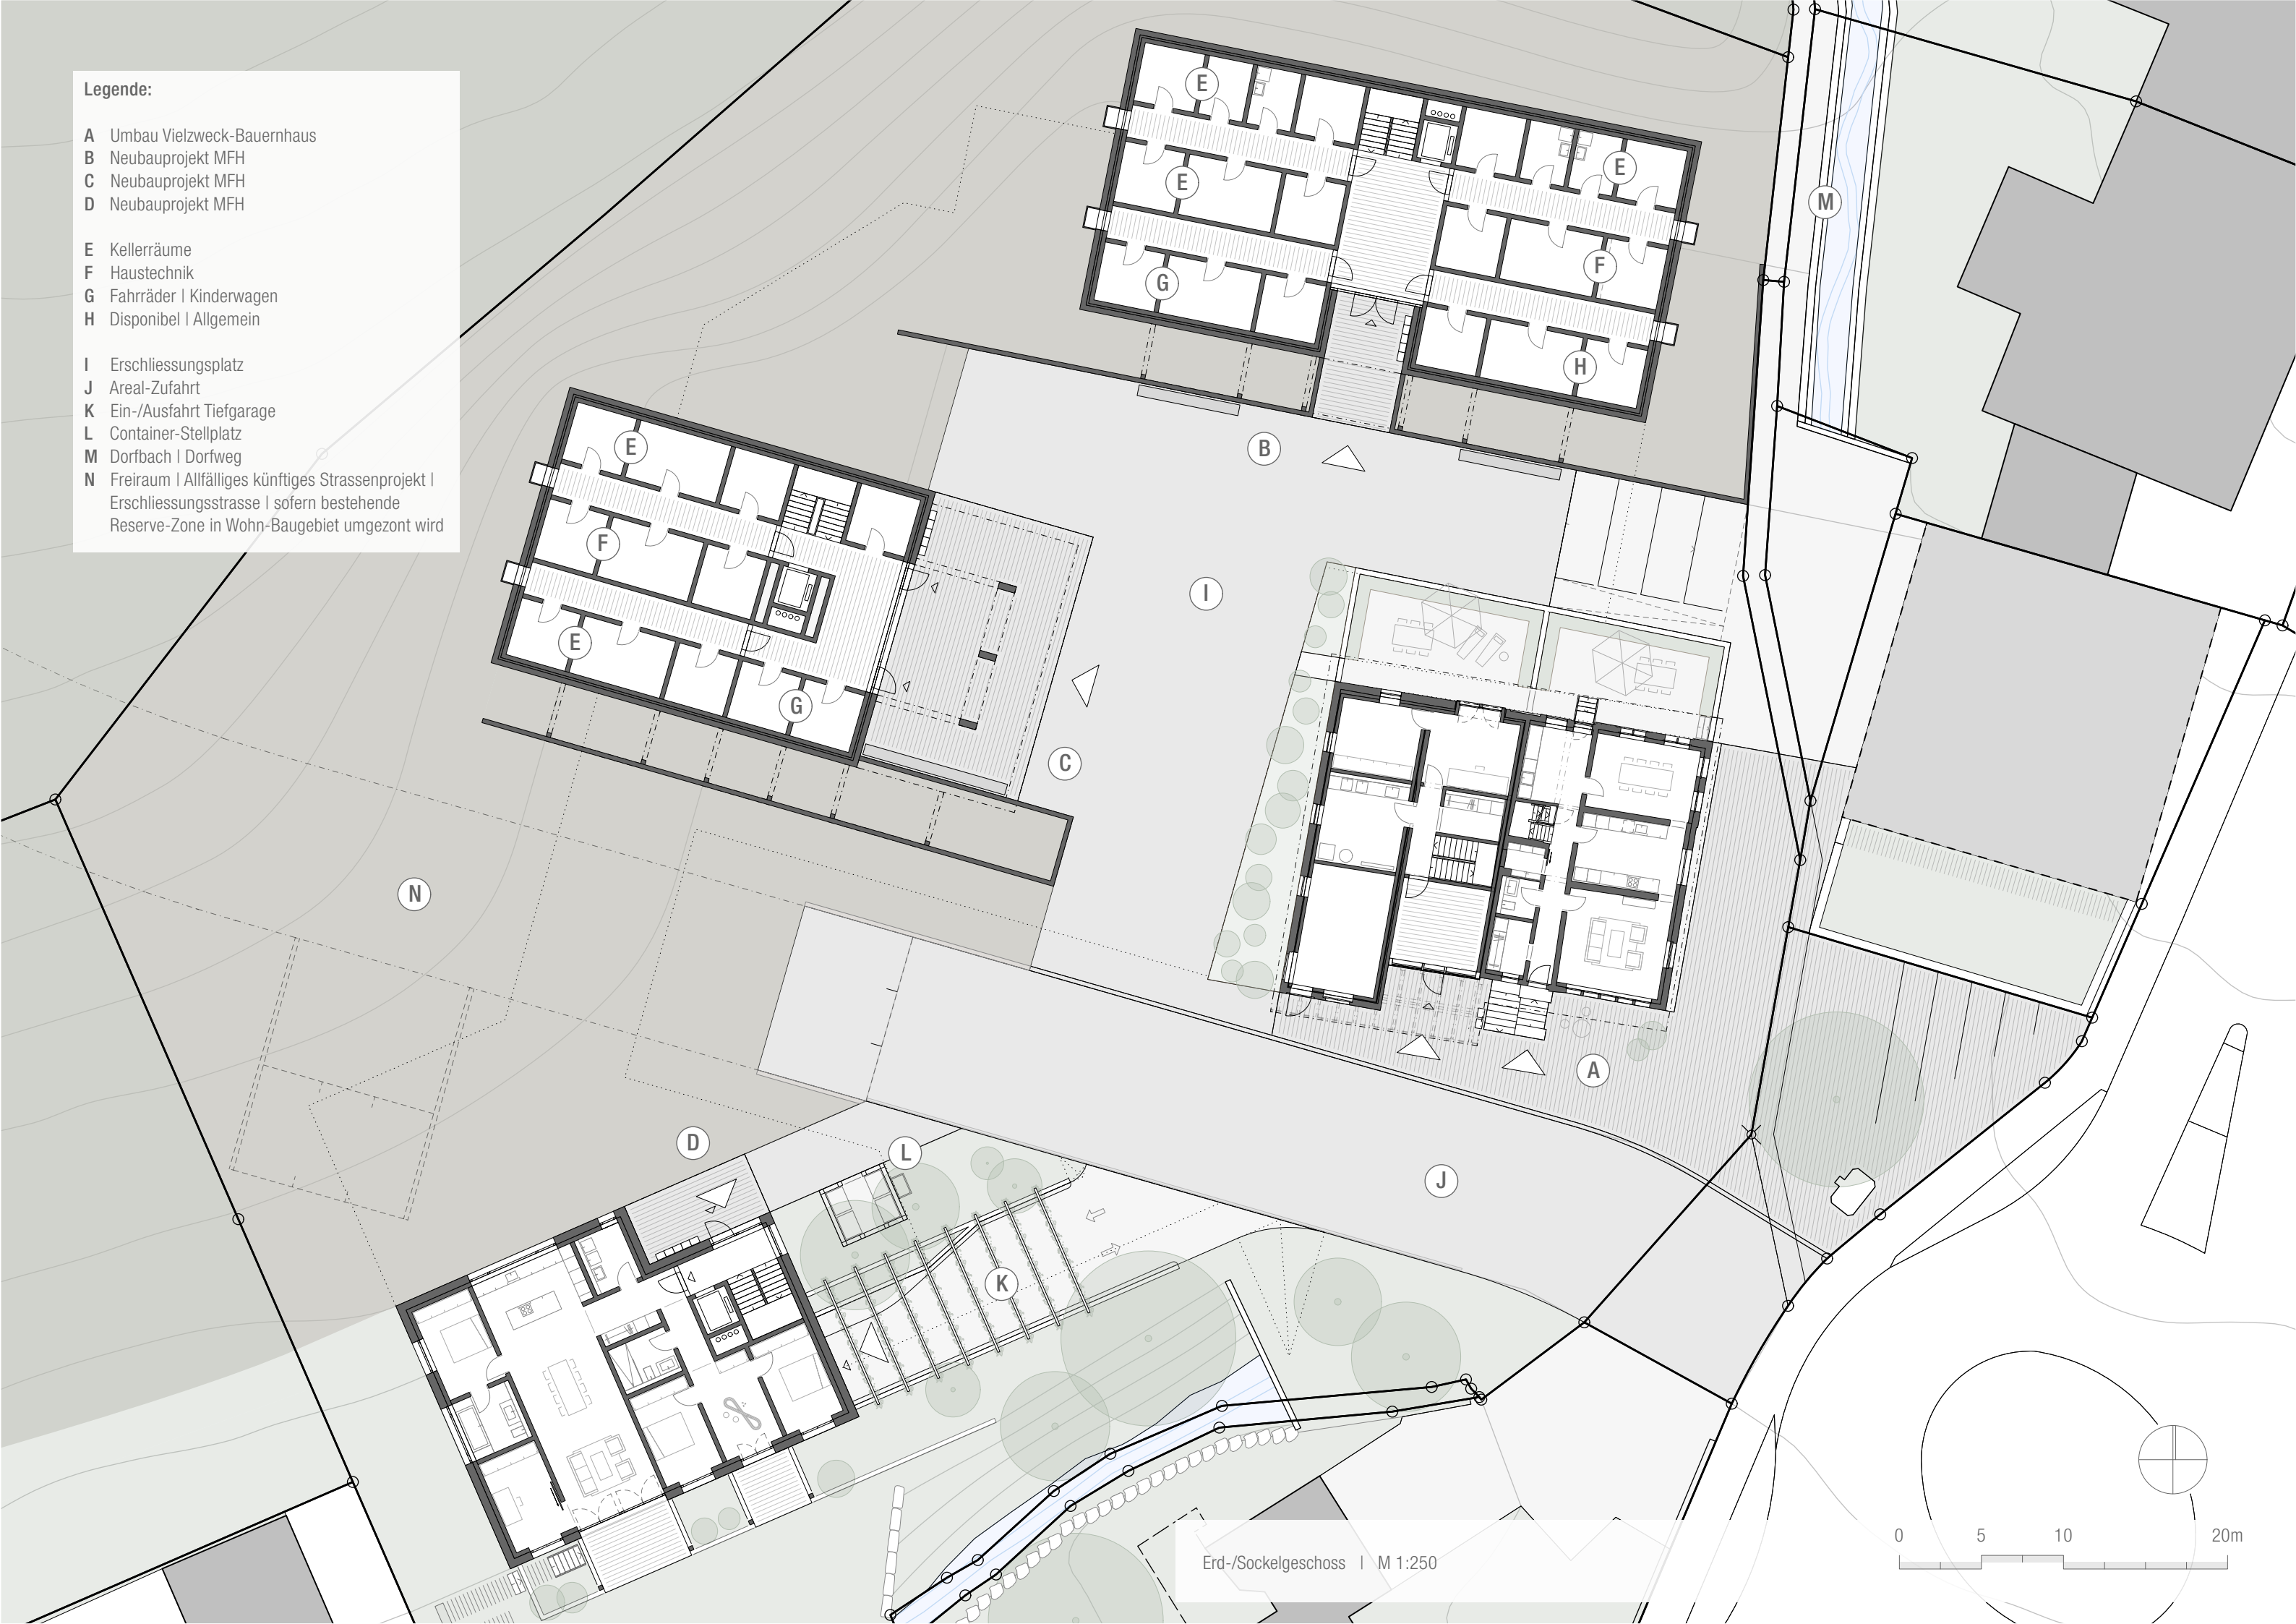 Legende:
A Umbau Vielzweck-Bauernhaus
B Neubauprojekt MFH
C Neubauprojekt MFH
D Neubauprojekt MFH
E Kellerräume
F Haustechnik
G Fahrräder | Kinderwagen
H Disponibel | Allgemein
I Erschliessungsplatz
J Areal-Zufahrt
K Ein-/Ausfahrt Tiefgarage
L Container-Stellplatz
M Dorfbach | Dorfweg
N Freiraum | Allfälliges künftiges Strassenprojekt |
Erschliessungsstrasse | sofern bestehende
Reserve-Zone in Wohn-Baugebiet umgezont wird
E
E
E
M
F
G
H
B
E
F
I
E
G
C
N
A
D
L
J
K
Erd-/Sockelgeschoss | M 1:250
0 5 10 20m